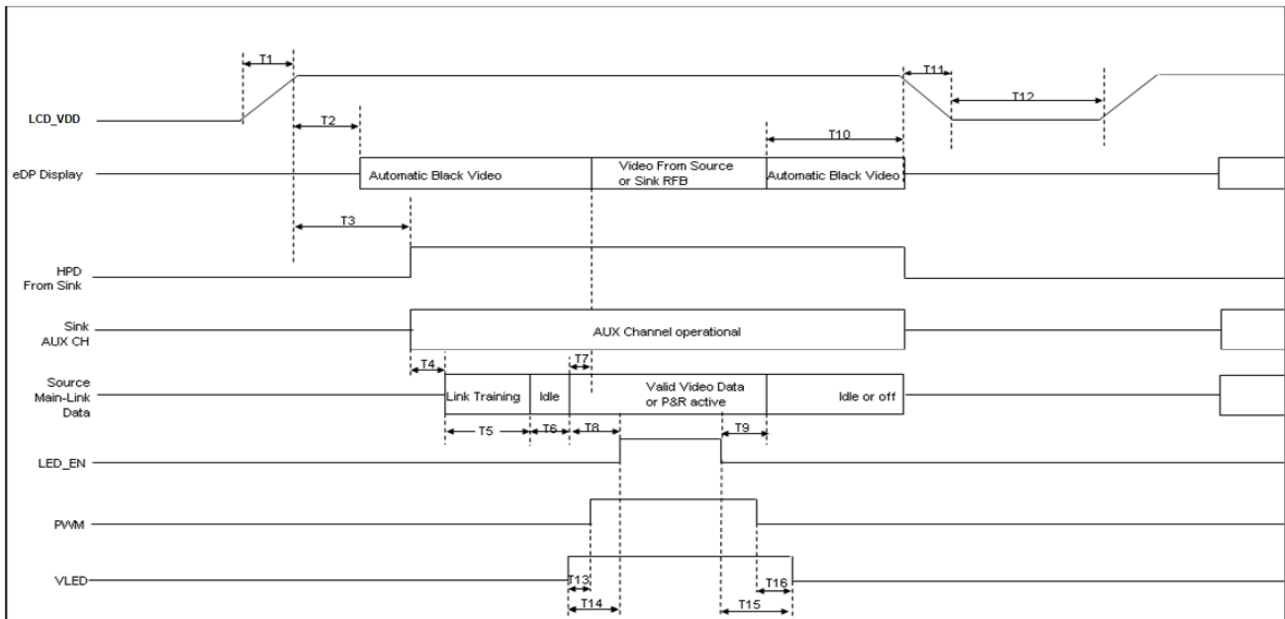 T1
T11
T12
LCD_VDD
T2
T10
eDP Display
Automatic Black Video
Video From Source
or Sink RFB
Automatic Black Video
T3
HPD
From Sink
Sink
AUX CH
AUX Channel operational
T4
T7
Source
Main-Link
Data
Link Training
Idle
Valid Video Data
or P&R active
Idle or off
T5
T6
T8
T9
LED_EN
PWM
VLED
T13
T16
T14
T15